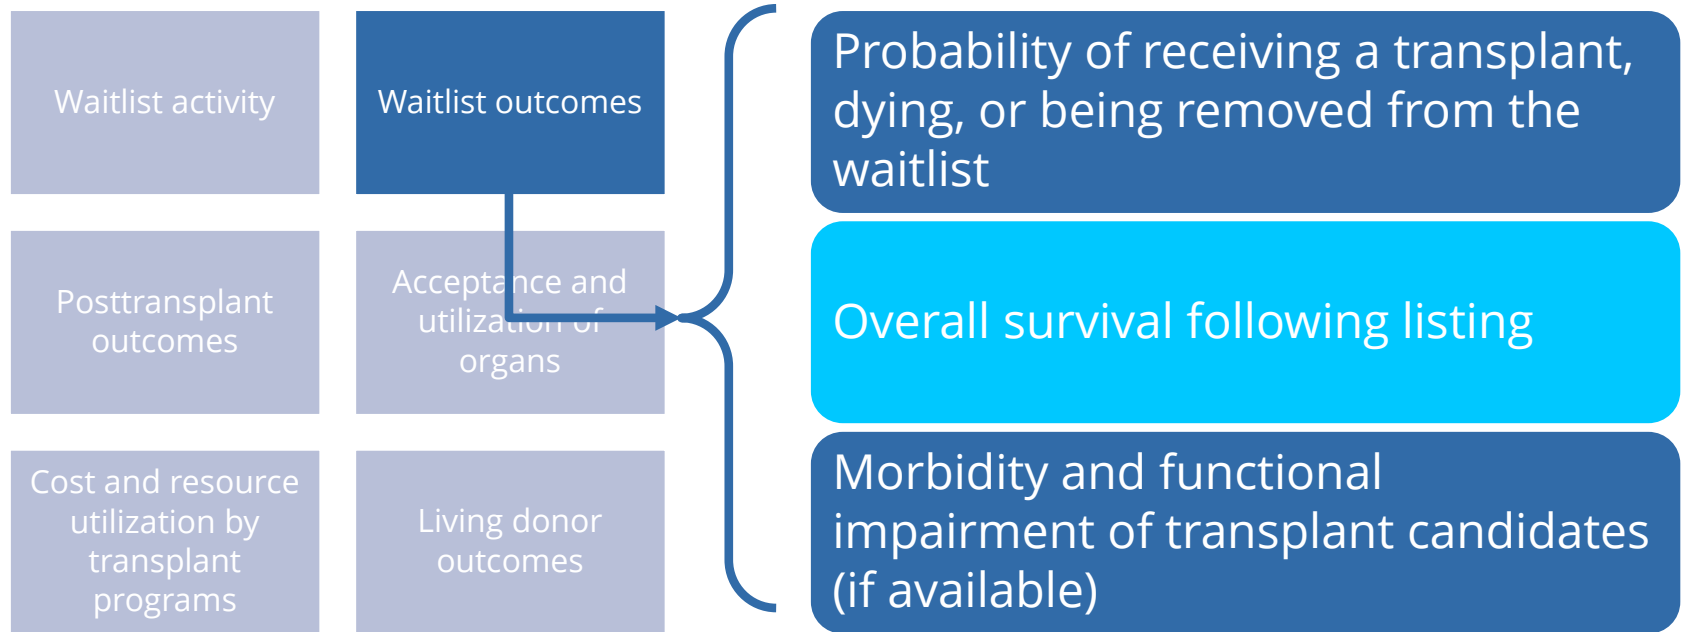 Waitlist activity
Waitlist outcomes
Posttransplant
outcomes
Acceptance and
utilization of
organs
Cost and resource
utilization by
transplant
programs
Living donor
outcomes
Probability of receiving a transplant,
dying, or being removed from the
waitlist
Overall survival following listing
Morbidity and functional
impairment of transplant candidates
(if available)